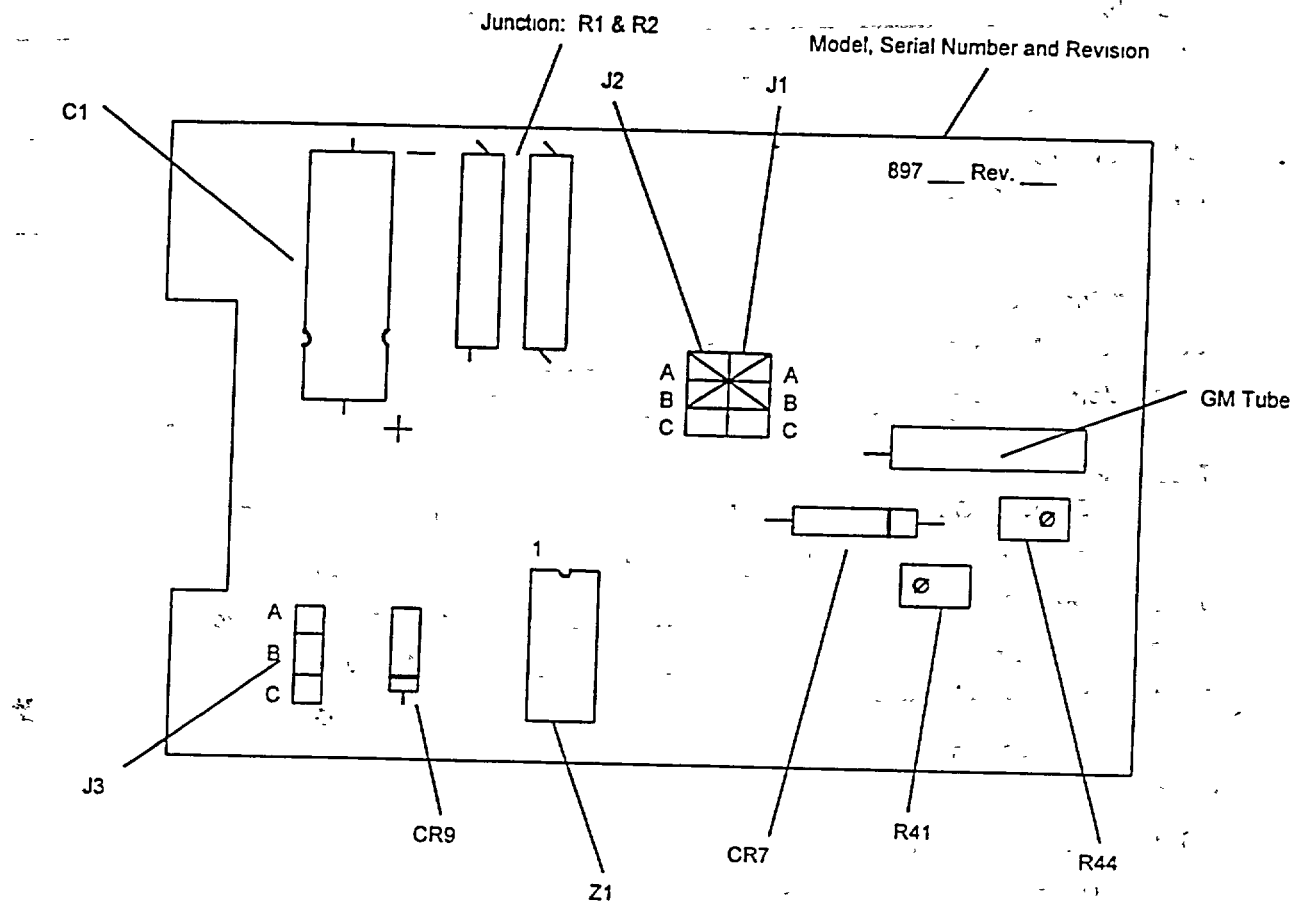 Junction: R1 & R2
Model, Serial Number and Revision
J2
J1
C1
897 ___ Rev. ___
A
A
B
B
C
C
GM Tube
1
A
B
C
J3
CR9
Z1
CR7
R41
R44